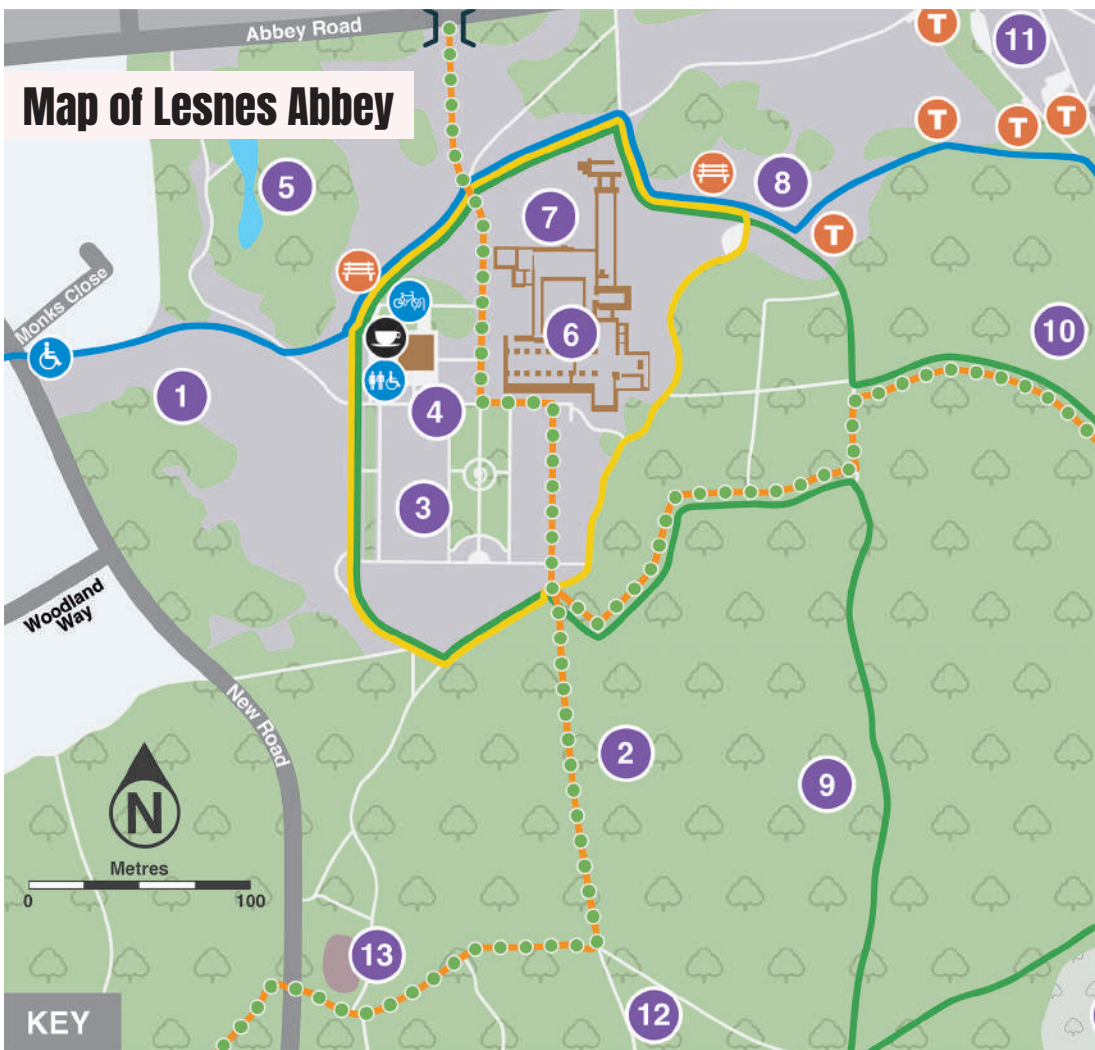 Abbey Road
Map of Lesnes Abbey
T
11
T
T
T
5
8
7
T
Monks Close
10
6
1
4
3
Woodland
Way
New Road
2
9
N
Metres
0
100
13
12
KEY